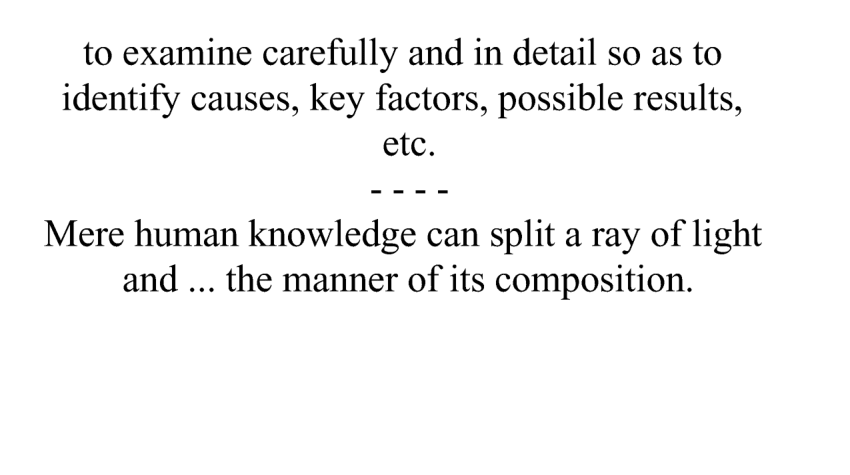 to examine carefully and in detail so as to
identify causes, key factors, possible results,
etc.
- - - -
Mere human knowledge can split a ray of light
and ... the manner of its composition.